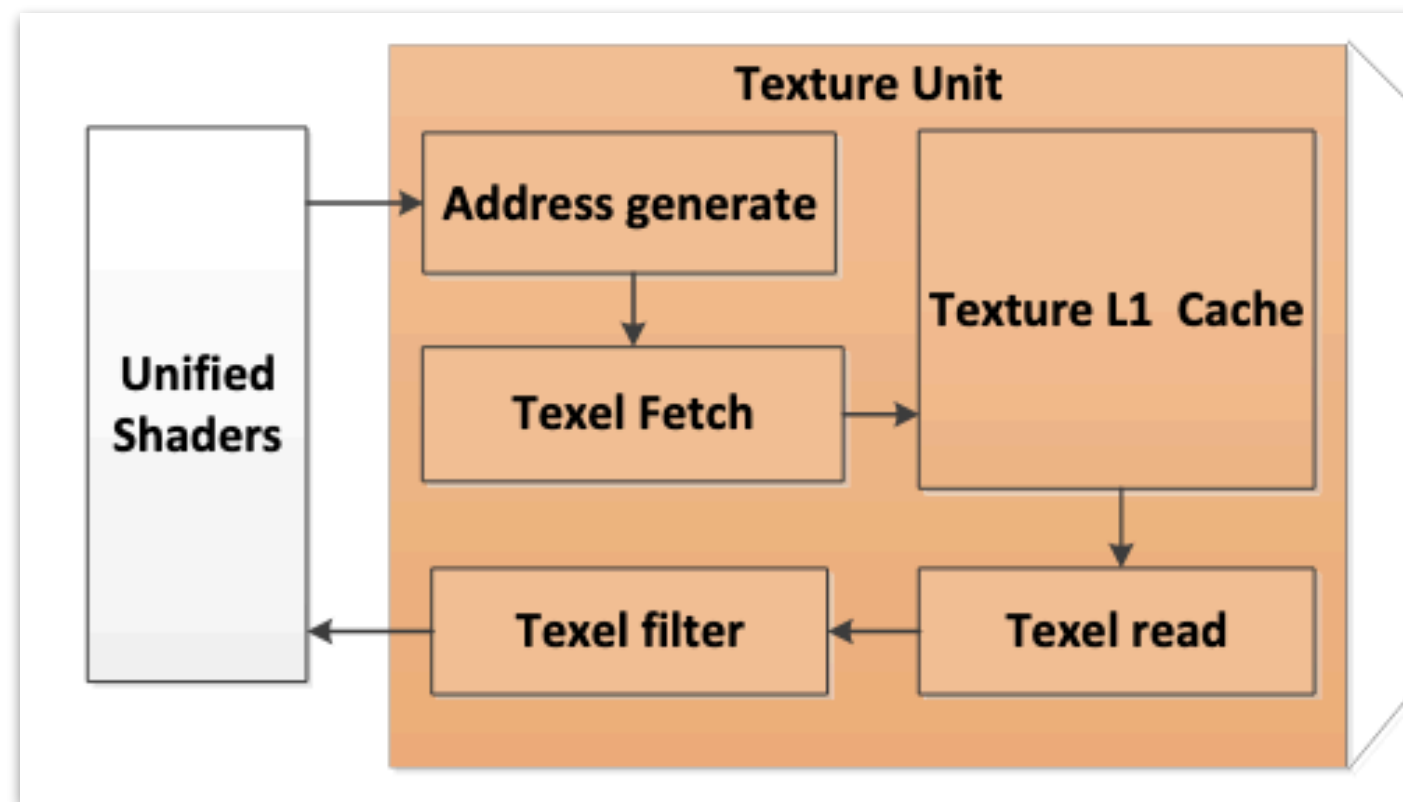 Texture Unit
Address generate
Texture L1  Cache
Unified
Shaders
Texel Fetch
Texel filter
Texel read